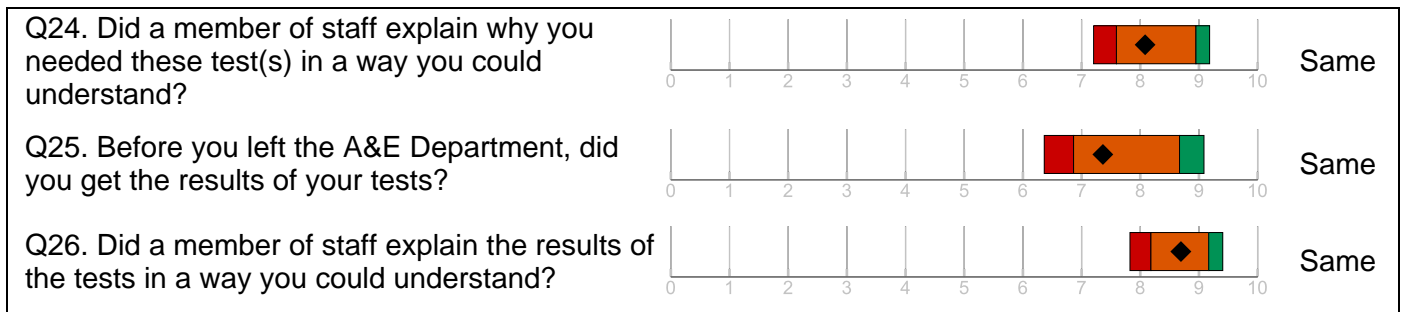 Q24. Did a member of staff explain why you
needed these test(s) in a way you could
understand?
0 1 2 3 4 5 6 7 8 9 10
Same
Q25. Before you left the A&E Department, did
you get the results of your tests?
0 1 2 3 4 5 6 7 8 9 10
Same
Q26. Did a member of staff explain the results of
the tests in a way you could understand?
0 1 2 3 4 5 6 7 8 9 10
Same